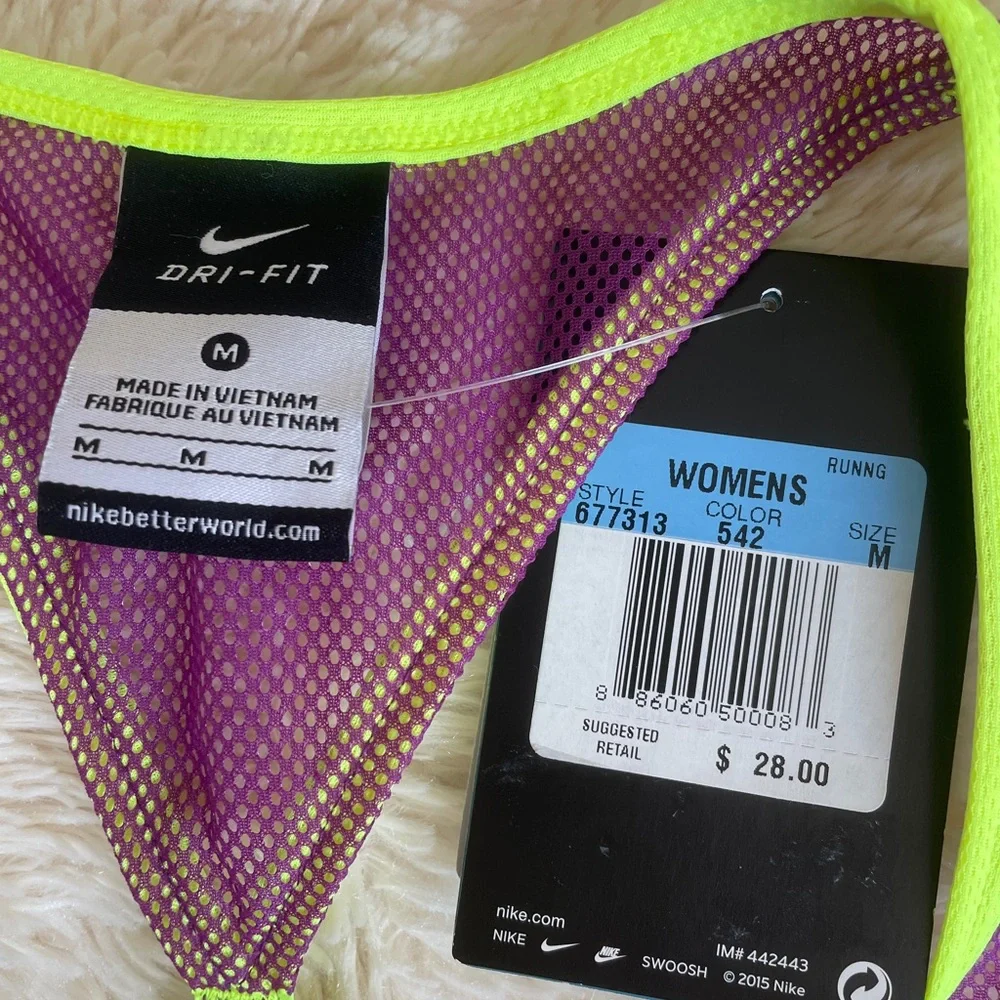 DRI-FIT
M
MADE IN VIETNAM
FABRIQUE AU VIETNAM
M M M
nikebetterworld.com
RUNNG
WOMENS
STYLE COLOR SIZE
677313 542 M
8 86060 50008 3
SUGGESTED
RETAIL
$ 28.00
nike.com
NIKE NIKE SWOOSH
IM# 442443
© 2015 Nike